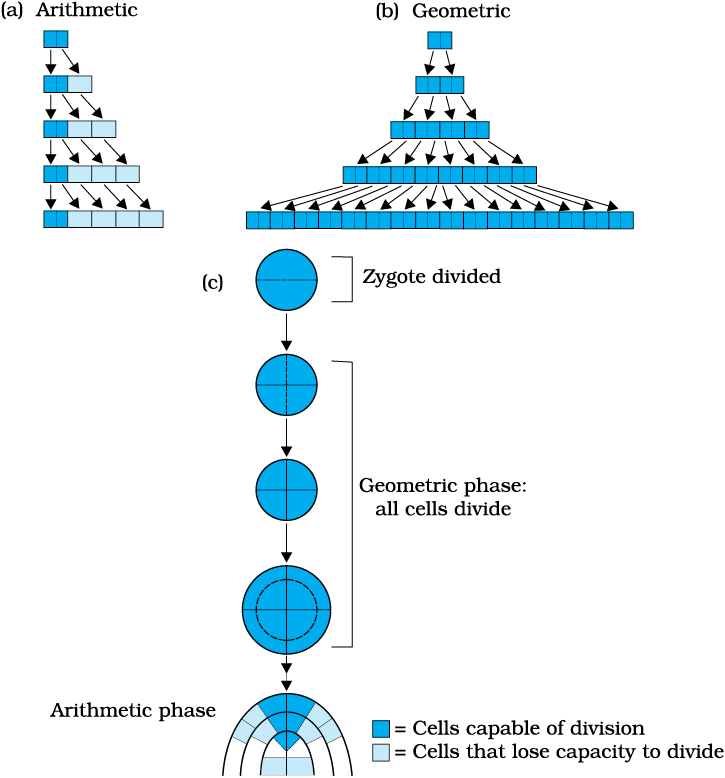 (a) Arithmetic
(b) Geometric
(c)
Zygote divided
Geometric phase:
all cells divide
Arithmetic phase
= Cells capable of division
= Cells that lose capacity to divide